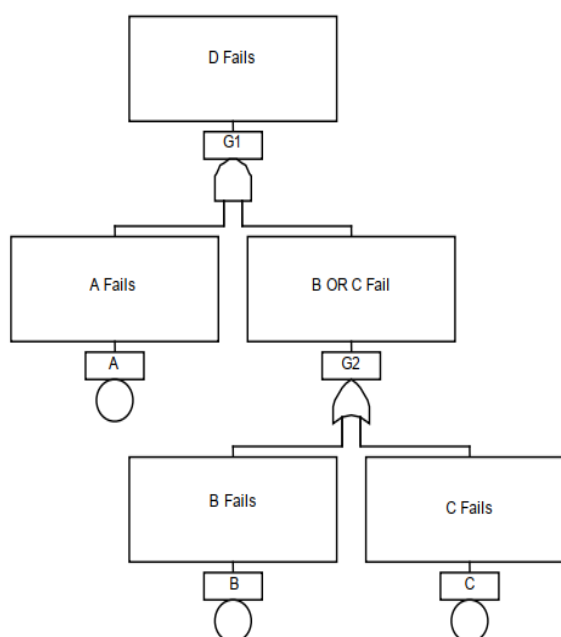 D Fails
G1
A Fails
B OR C Fail
A
G2
B Fails
C Fails
B
C